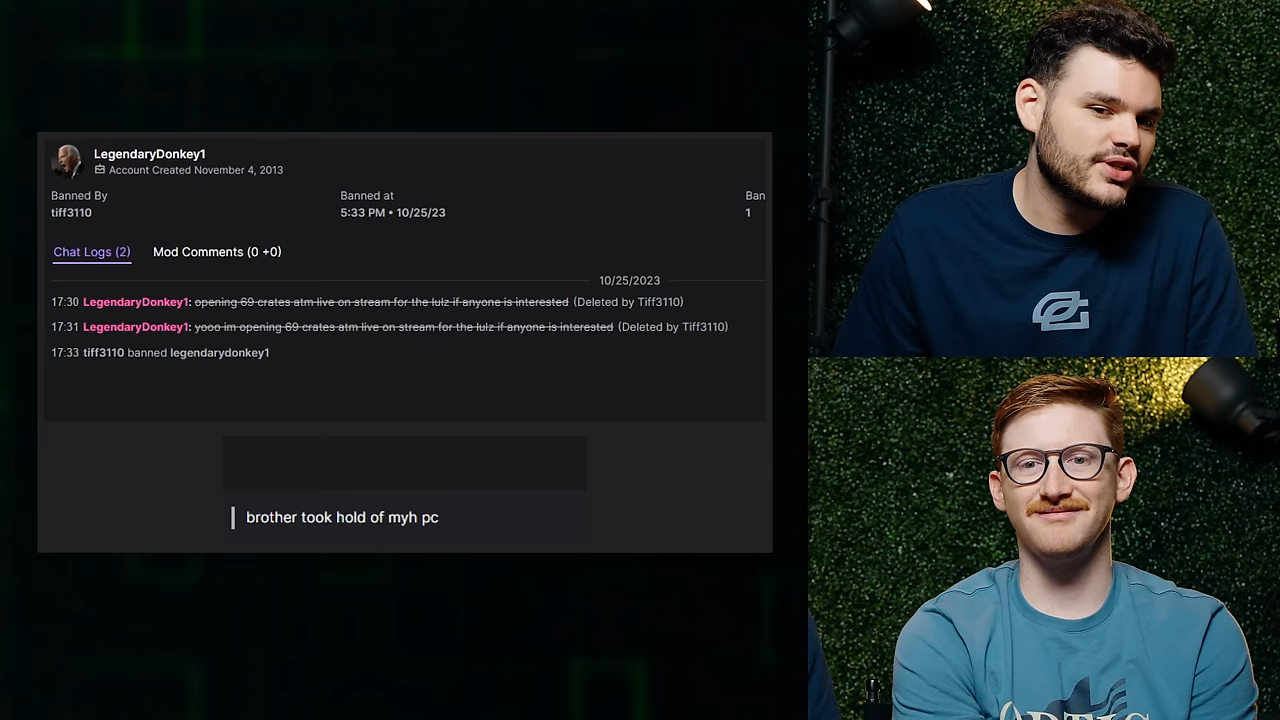 LegendaryDonkey1
Account Created November 4, 2013
Banned By
Banned at
Ban
tiff3110
5:33 PM • 10/25/23
1
Chat Logs (2)
Mod Comments (0 +0)
10/25/2023
17:30 LegendaryDonkey1: opening 69 crates atm live on stream for the lulz if anyone is interested (Deleted by Tiff3110)
17:31 LegendaryDonkey1: yooo im opening 69 crates atm live on stream for the lulz if anyone is interested (Deleted by Tiff3110)
17:33 tiff3110 banned legendarydonkey1
brother took hold of myh pc
OPTIC